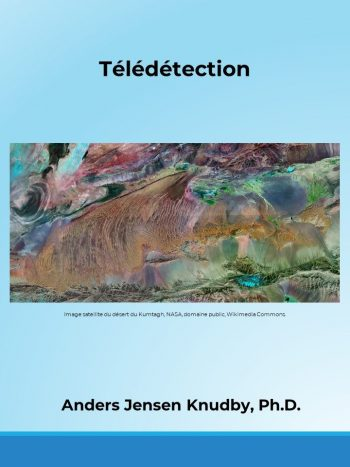 Télédétection
Image satellite du désert du Kumtagh, NASA, domaine public, Wikimedia Commons
Anders Jensen Knudby, Ph.D.